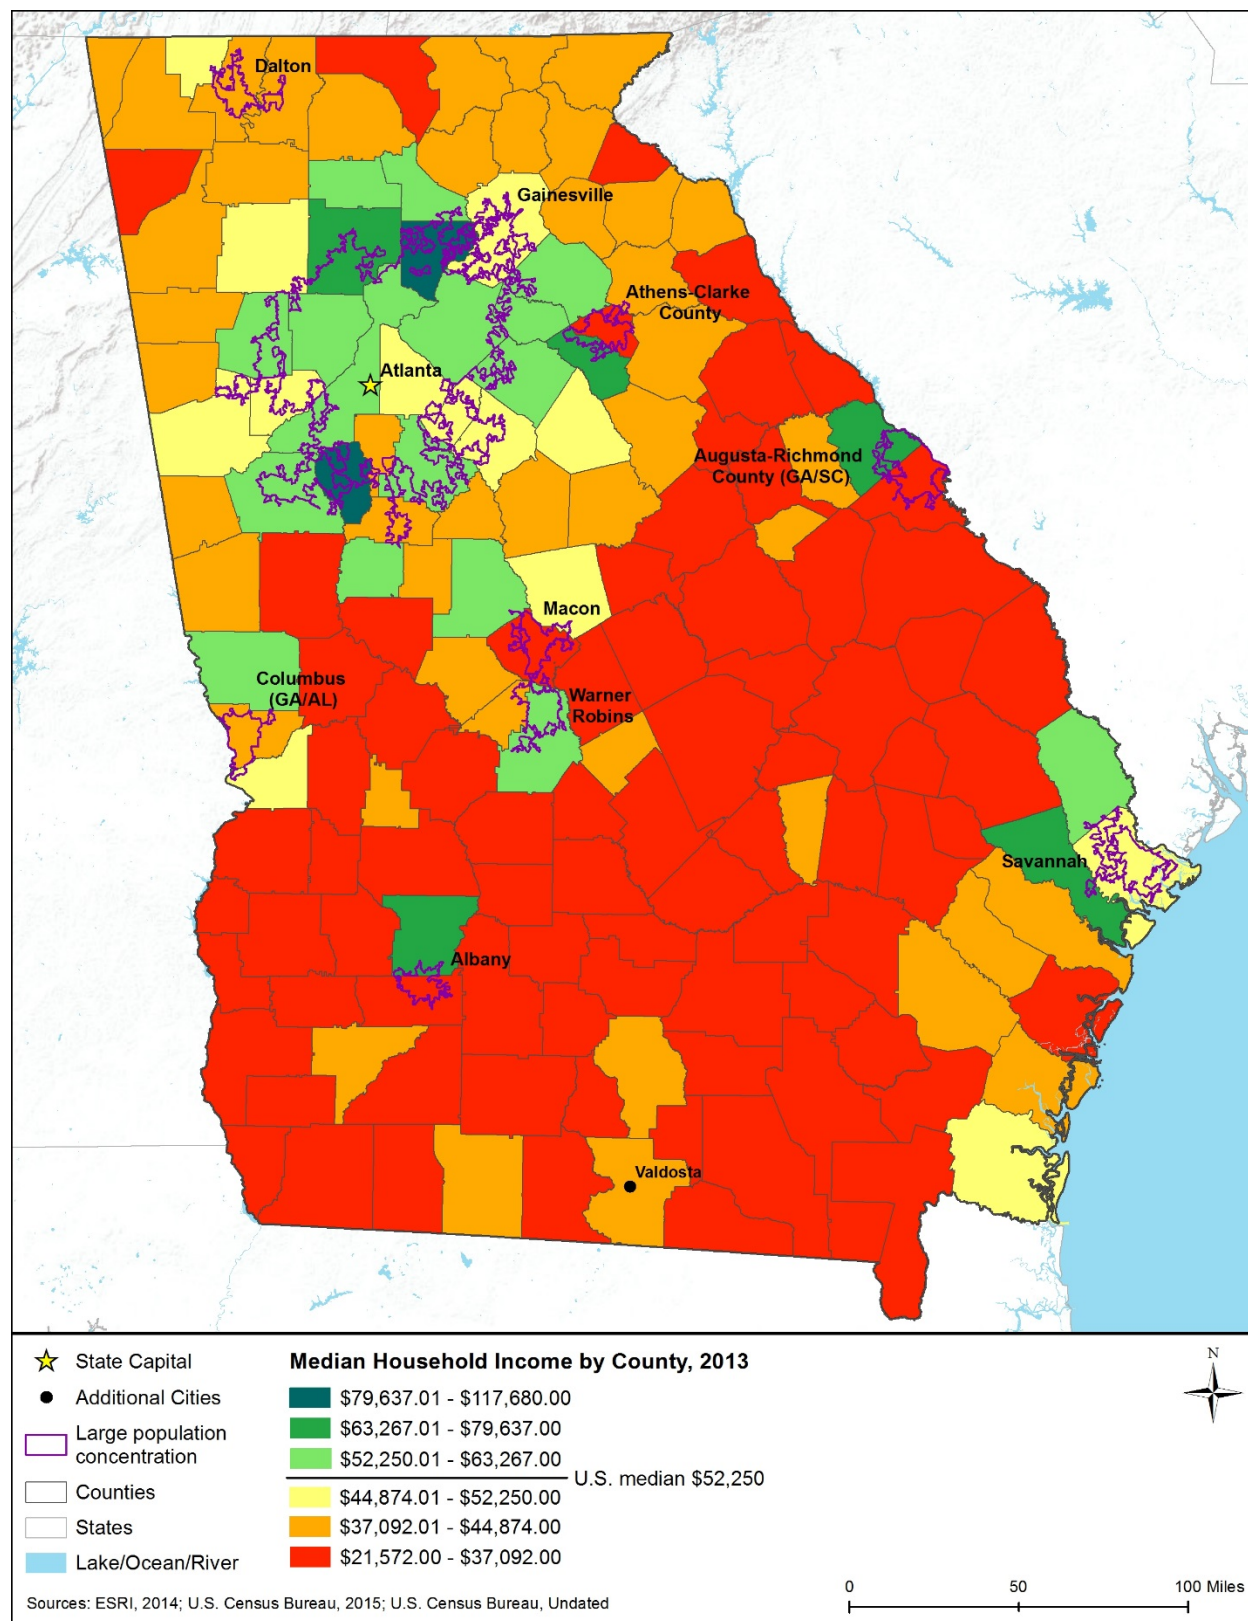 Dalton
Gainesville
Athens-Clarke
County
Atlanta
Augusta-Richmond
County (GA/SC)
Macon
Columbus
(GA/AL)
Warner
Robins
Savannah
Albany
Valdosta
State Capital
Additional Cities
Large population
concentration
Counties
States
Lake/Ocean/River
Median Household Income by County, 2013
$79,637.01 - $117,680.00
$63,267.01 - $79,637.00
$52,250.01 - $63,267.00
U.S. median $52,250
$44,874.01 - $52,250.00
$37,092.01 - $44,874.00
$21,572.00 - $37,092.00
N
0 50 100 Miles
Sources: ESRI, 2014; U.S. Census Bureau, 2015; U.S. Census Bureau, Undated